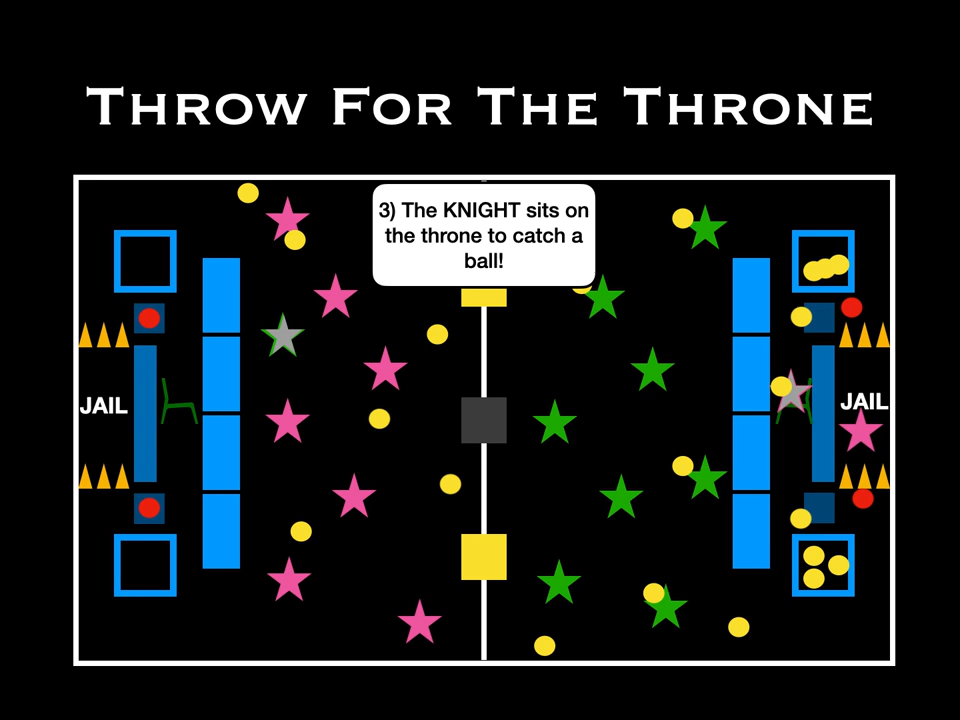 THROW FOR THE THRONE
3) The KNIGHT sits on
the throne to catch a
ball!
JAIL
JAIL